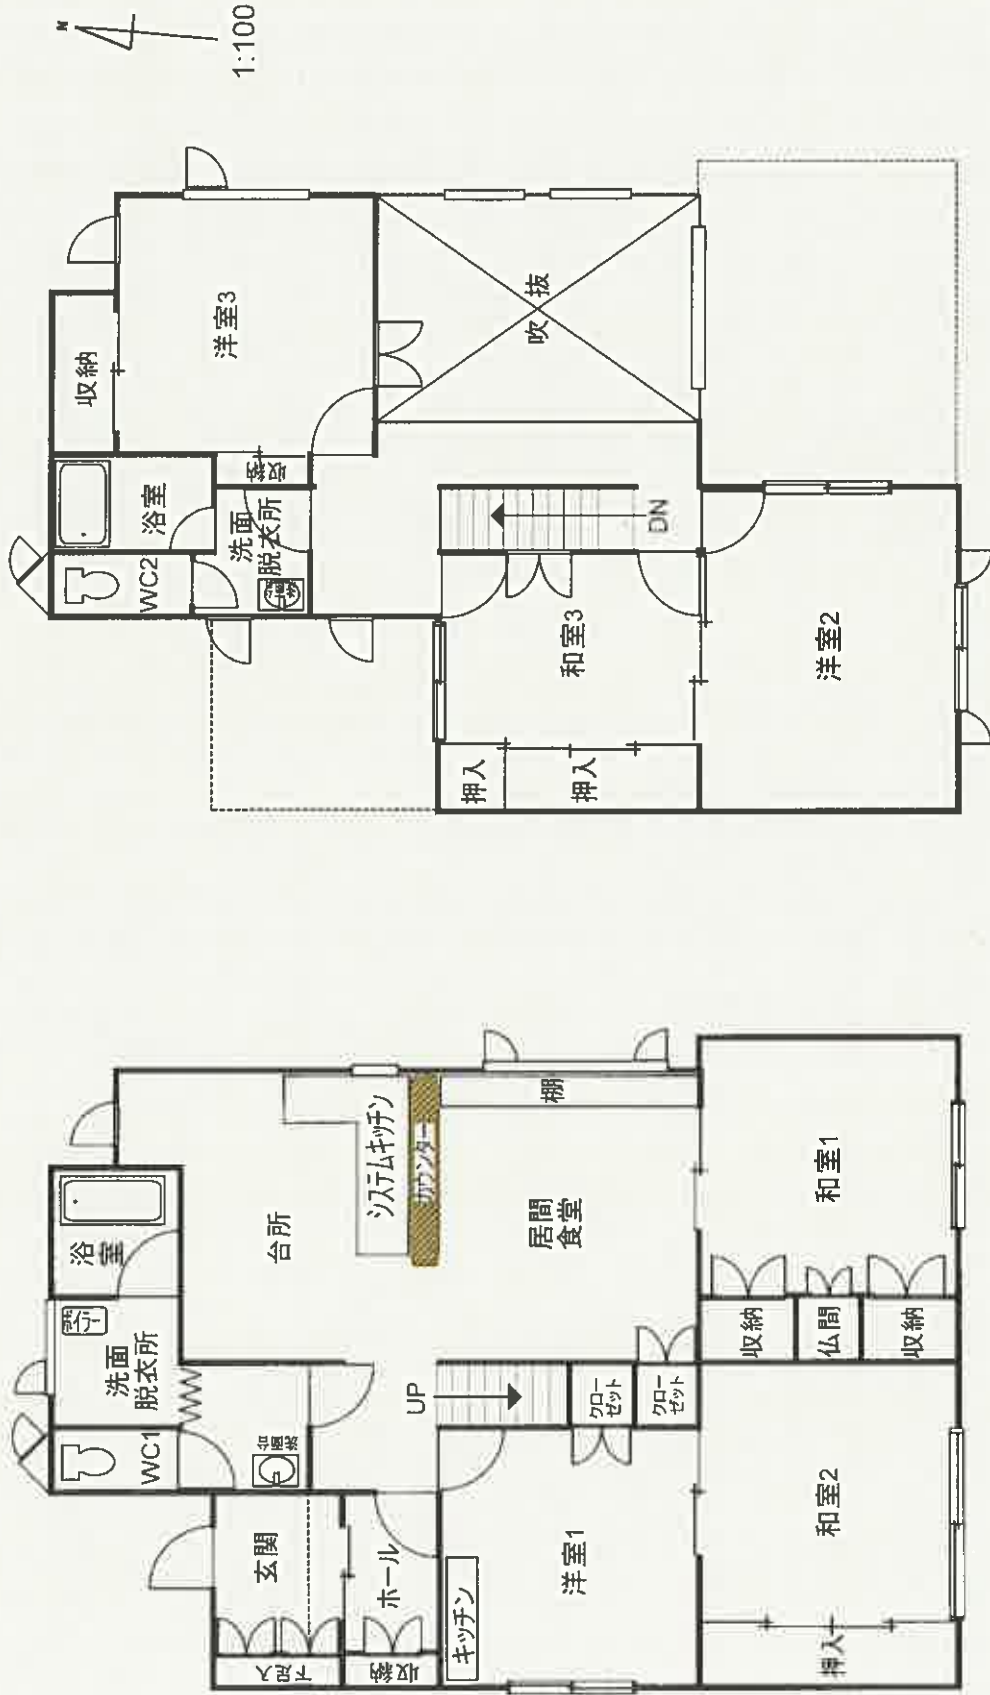 N
1:100
収納
洋室3
浴室
収納
洗面
脱衣所
WC2
吹
抜
DN
和室3
押入
押入
洋室2
浴室
洗面
脱衣所
WC1
台所
システムキッチン
カウンター
棚
居間
食堂
玄関
下足入
ホール
収納
UP
クローゼット
クローゼット
キッチン
洋室1
収納
仏間
収納
和室1
和室2
押入